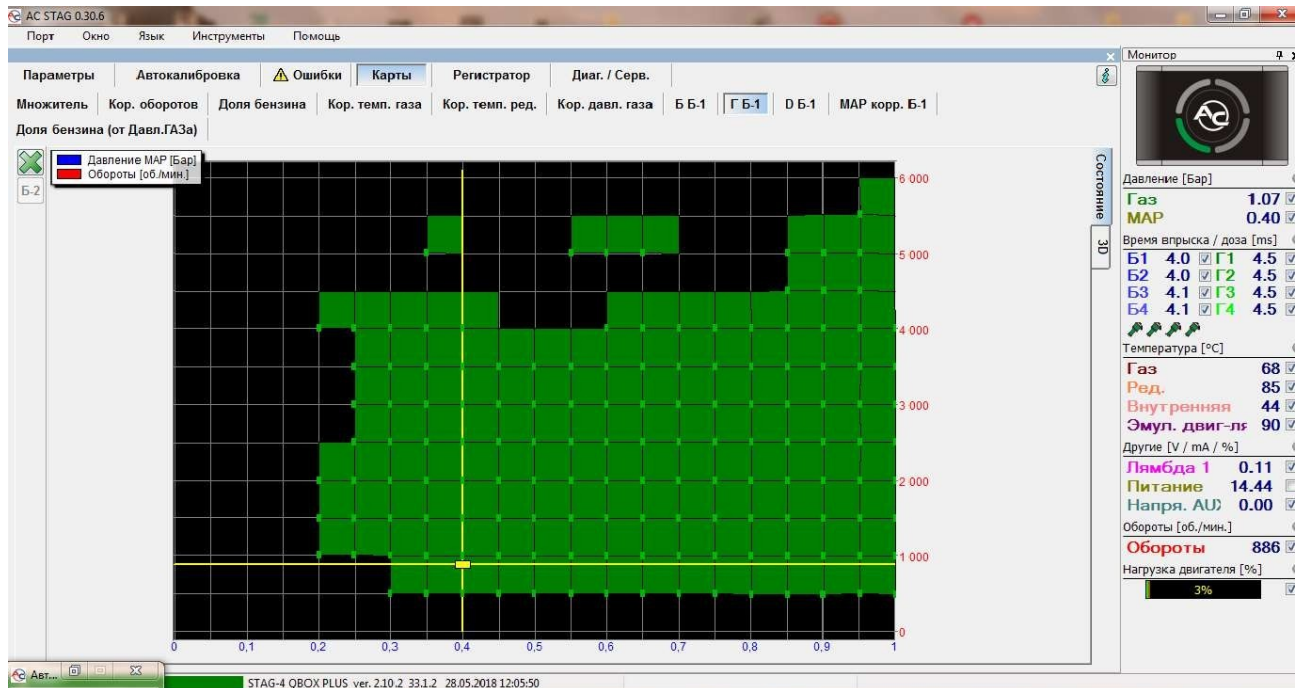 AC STAG 0.30.6
Порт Окно Язык Инструменты Помощь
Параметры Автокалибровка Ошибки Карты Регистратор Диаг. / Серв.
Множитель Кор. оборотов Доля бензина Кор. темп. газа Кор. темп. ред. Кор. давл. газа Б Б-1 Г Б-1 D Б-1 MAP корр. Б-1
Доля бензина (от Давл.ГАЗа)
Б-2
Давление MAP [Бар]
Обороты [об./мин.]
6 000
5 000
4 000
3 000
2 000
1 000
0
0 0,1 0,2 0,3 0,4 0,5 0,6 0,7 0,8 0,9 1
Состояние
3D
Монитор
AC
Давление [Бар]
Газ 1.07
MAP 0.40
Время впрыска / доза [ms]
Б1 4.0 Г1 4.5
Б2 4.0 Г2 4.5
Б3 4.1 Г3 4.5
Б4 4.1 Г4 4.5
Температура [°C]
Газ 68
Ред. 85
Внутренняя 44
Эмул. двиг-ля 90
Другие [V / mA / %]
Лямбда 1 0.11
Питание 14.44
Напря. AUX 0.00
Обороты [об./мин.]
Обороты 886
Нагрузка двигателя [%]
3%
Авт...
STAG-4 QBOX PLUS ver. 2.10.2 33.1.2 28.05.2018 12:05:50